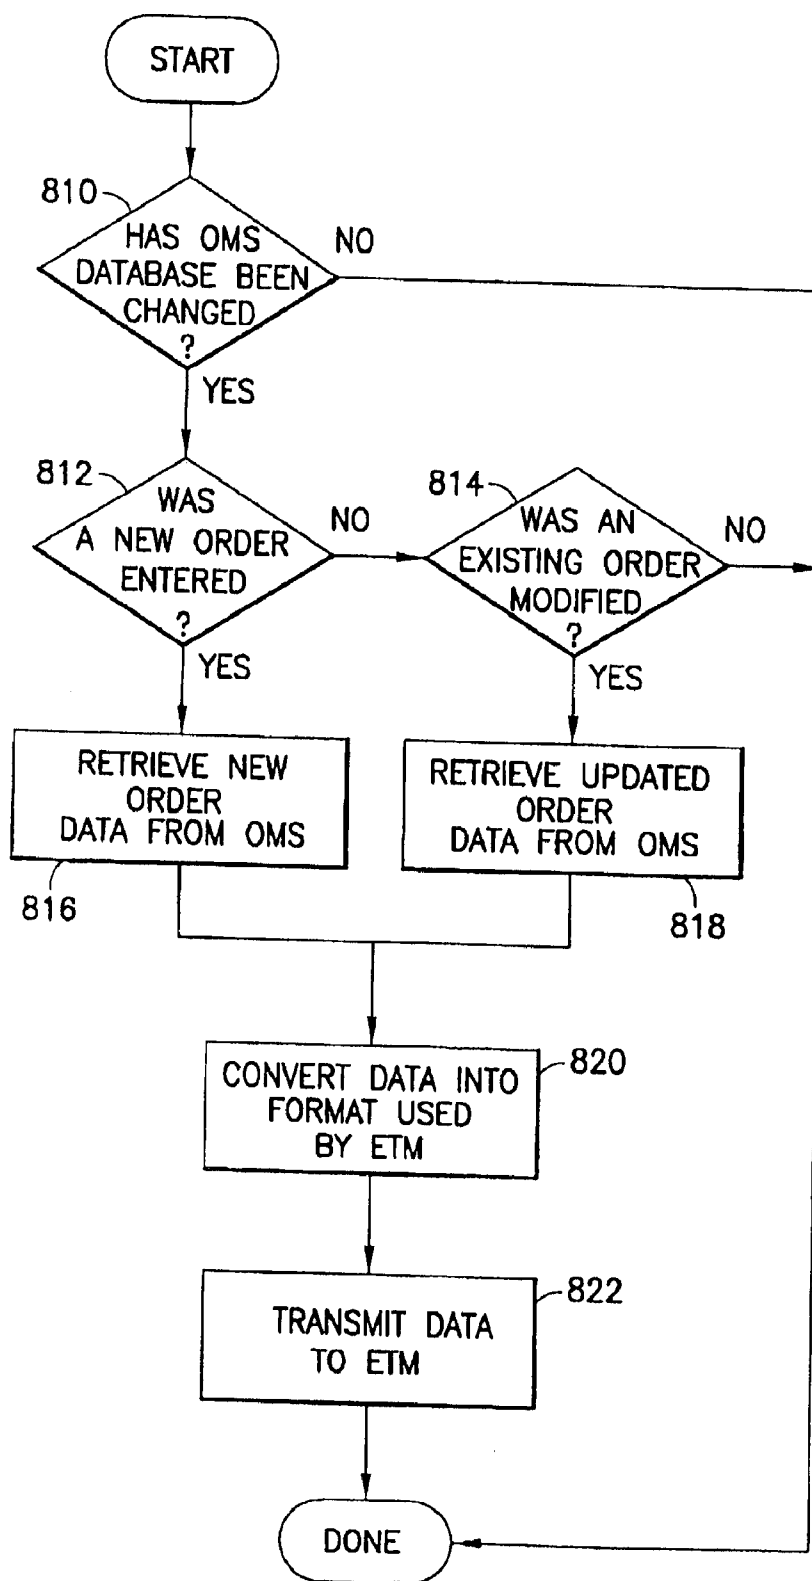 START
810
HAS OMS
DATABASE BEEN
CHANGED
?
NO
YES
812
WAS
A NEW ORDER
ENTERED
?
NO
YES
814
WAS AN
EXISTING ORDER
MODIFIED
?
NO
YES
RETRIEVE NEW
ORDER
DATA FROM OMS
816
RETRIEVE UPDATED
ORDER
DATA FROM OMS
818
CONVERT DATA INTO
FORMAT USED
BY ETM
820
TRANSMIT DATA
TO ETM
822
DONE